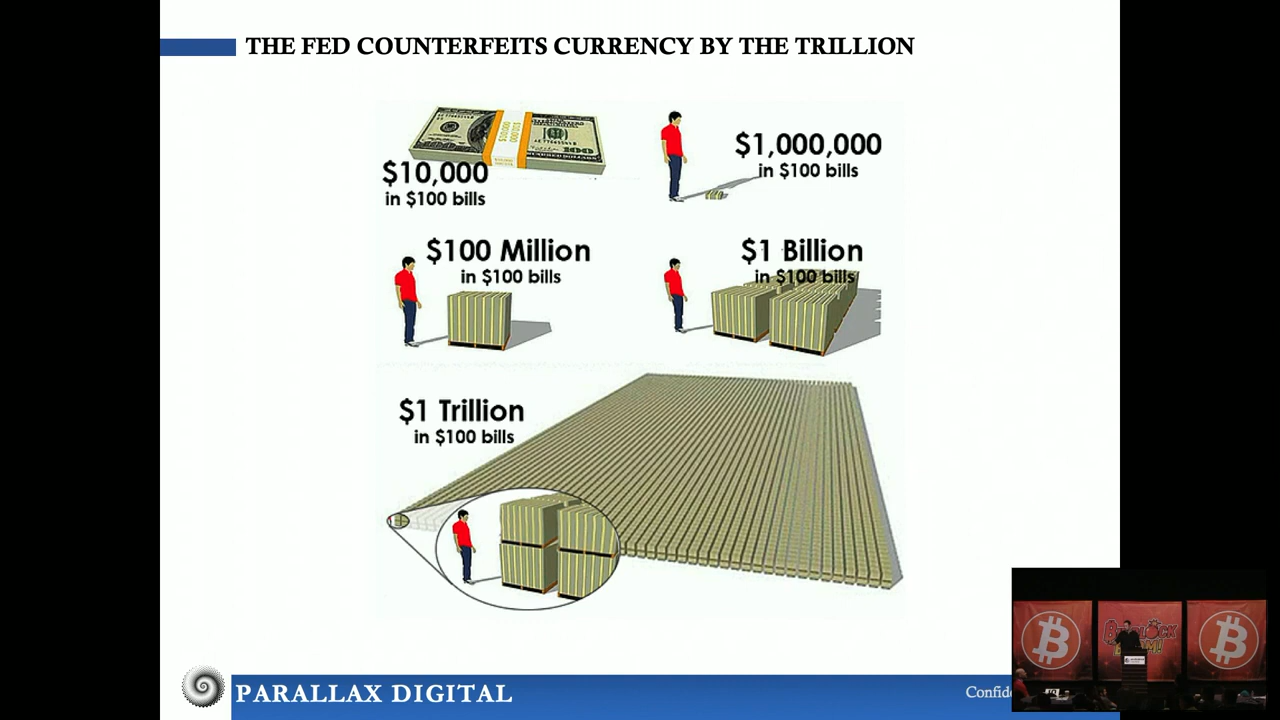 THE FED COUNTERFEITS CURRENCY BY THE TRILLION
$10,000
in $100 bills
$1,000,000
in $100 bills
$100 Million
in $100 bills
$1 Billion
in $100 bills
$1 Trillion
in $100 bills
PARALLAX DIGITAL
Confid